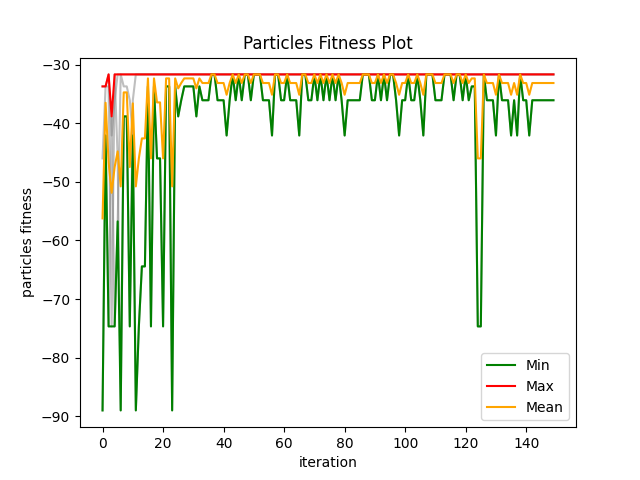 Particles Fitness Plot
particles fitness
−30
−40
−50
−60
−70
−80
−90
0 20 40 60 80 100 120 140
iteration
Min
Max
Mean